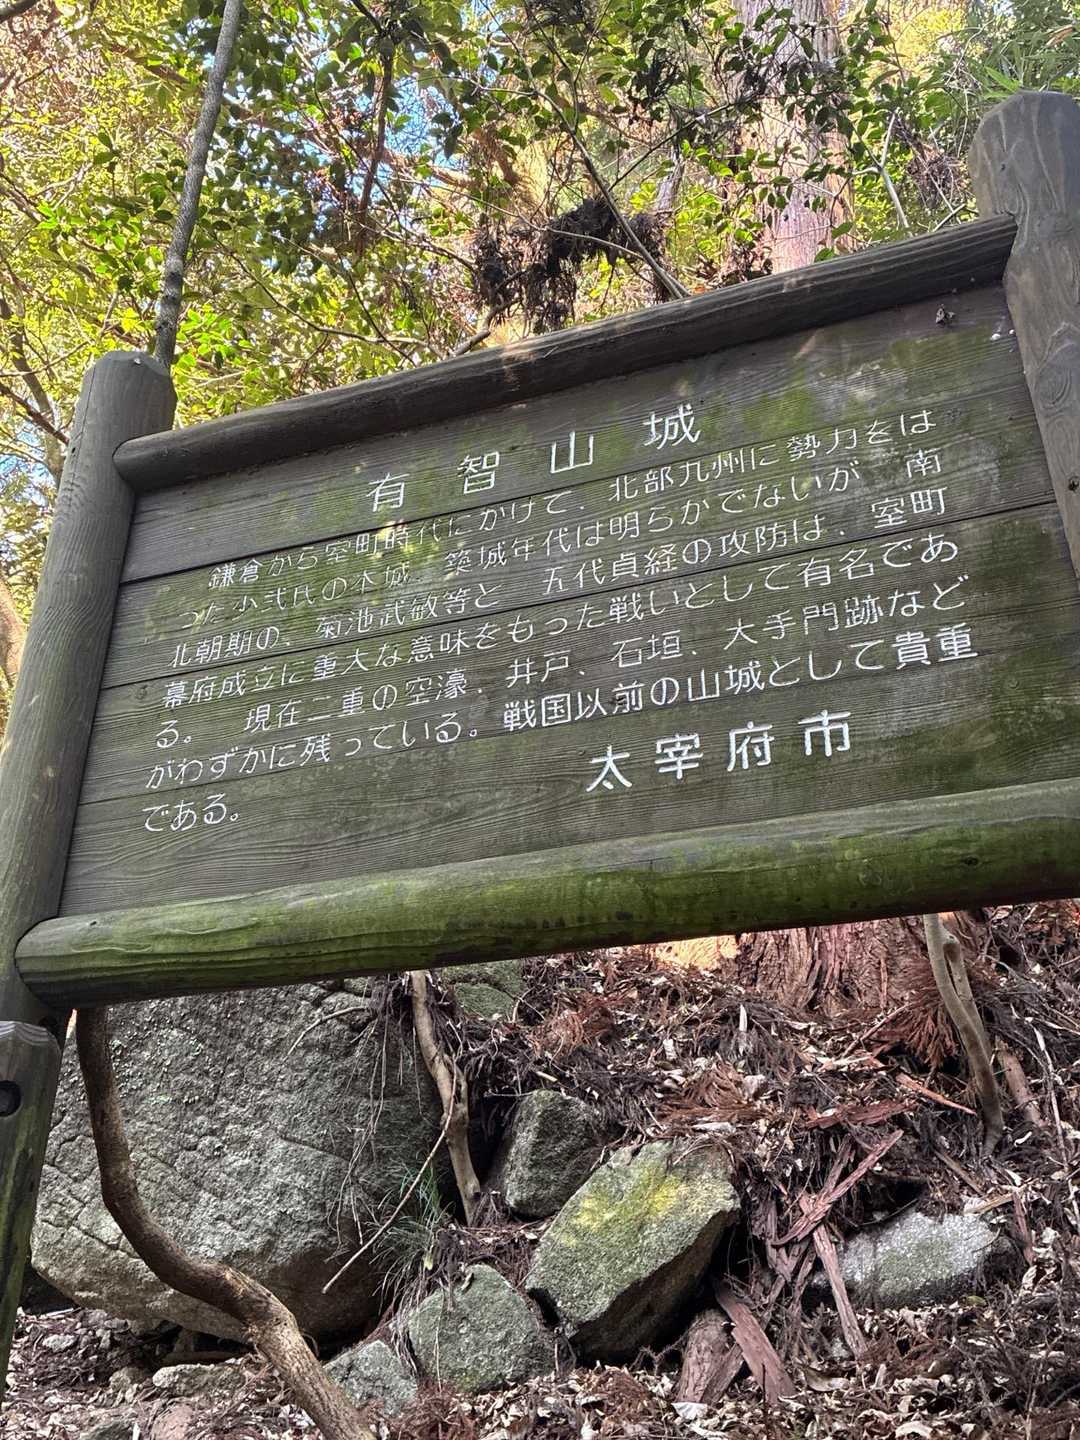 有智山城
鎌倉から室町時代にかけて、北部九州に勢力をは
った少弐氏の本城、築城年代は明らかでないが、南
北朝期の、菊池武敏等と 五代貞経の攻防は、室町
幕府成立に重大な意味をもった戦いとして有名であ
る。 現在二重の空濠、井戸、石垣、大手門跡など
がわずかに残っている。戦国以前の山城として貴重
である。
太宰府市